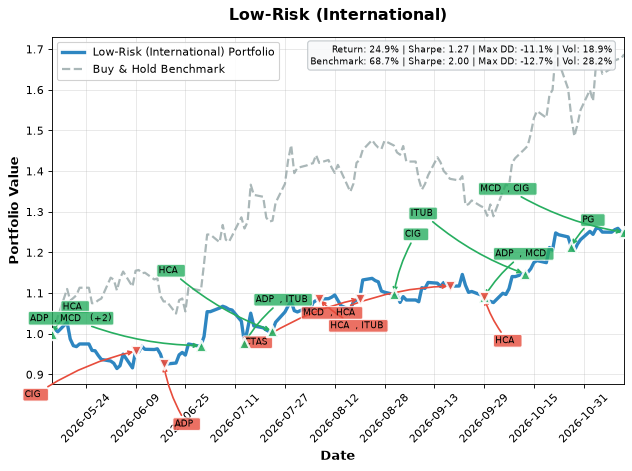 Low-Risk (International)
Low-Risk (International) Portfolio
Buy & Hold Benchmark
Return: 24.9% | Sharpe: 1.27 | Max DD: -11.1% | Vol: 18.9%
Benchmark: 68.7% | Sharpe: 2.00 | Max DD: -12.7% | Vol: 28.2%
Portfolio Value
1.7
1.6
1.5
1.4
1.3
1.2
1.1
1.0
0.9
MCD , CIG
ITUB
PG
CIG
ADP , MCD
HCA
HCA
ADP , ITUB
ADP , MCD (+2)
MCD , HCA
HCA , ITUB
HCA
CIG
ADP
2026-05-24
2026-06-09
2026-06-25
2026-07-11
2026-07-27
2026-08-12
2026-08-28
2026-09-13
2026-09-29
2026-10-15
2026-10-31
Date